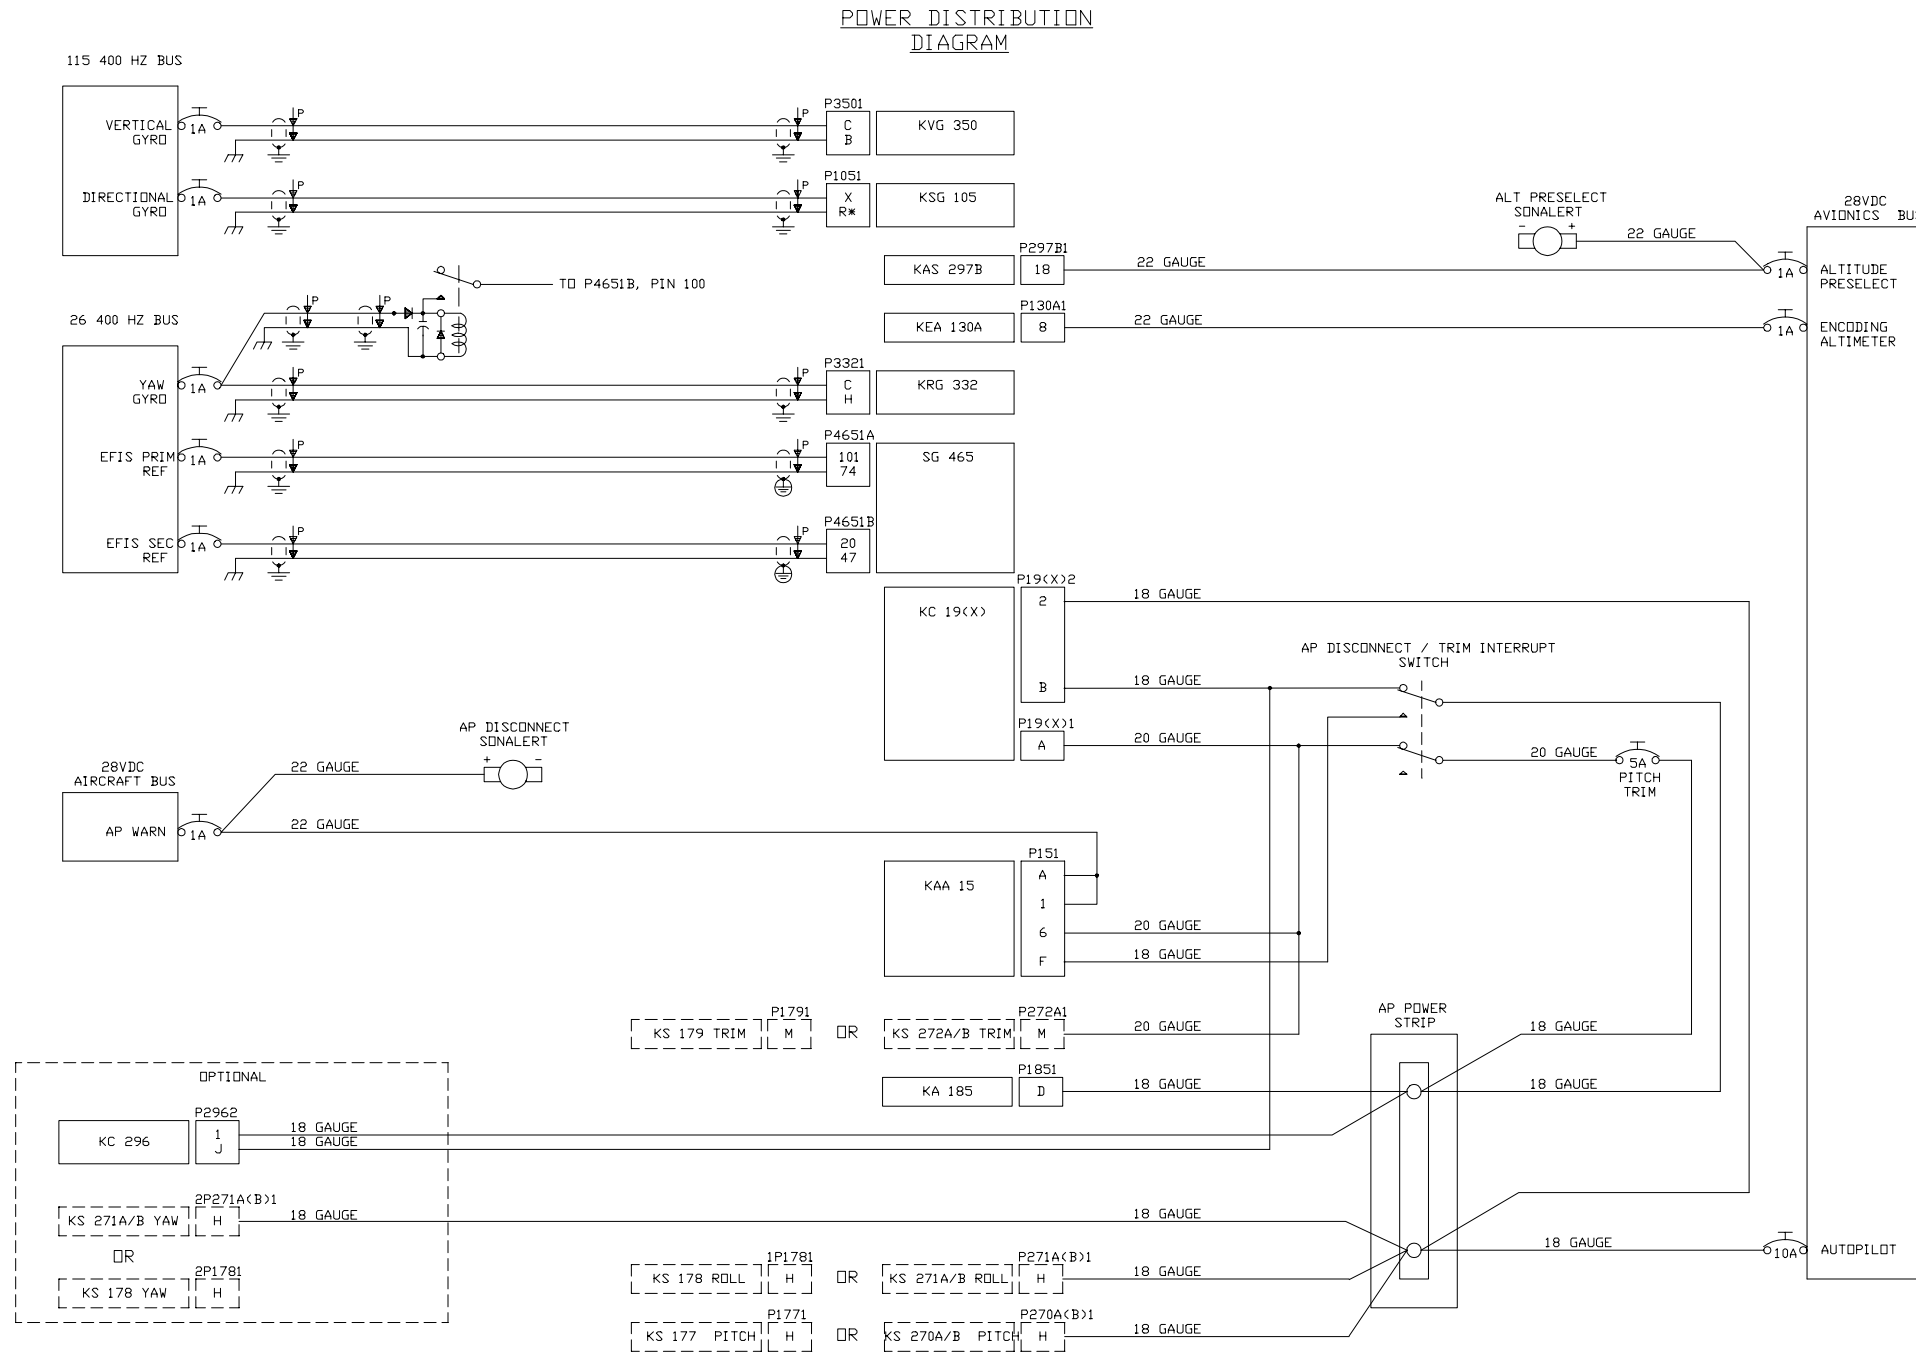 POWER DISTRIBUTION
DIAGRAM
115 400 HZ BUS
VERTICAL
GYRO
1A
P
P
P3501
C
B
KVG 350
DIRECTIONAL
GYRO
1A
P
P
P1051
X
R*
KSG 105
ALT PRESELECT
SONALERT
- +
22 GAUGE
28VDC
AVIONICS BUS
KAS 297B
P297B1
18
22 GAUGE
1A
ALTITUDE
PRESELECT
TO P4651B, PIN 100
P
P
KEA 130A
P130A1
8
22 GAUGE
1A
ENCODING
ALTIMETER
26 400 HZ BUS
YAW
GYRO
1A
P
P
P3321
C
H
KRG 332
EFIS PRIM
REF
1A
P
P
P4651A
101
74
SG 465
EFIS SEC
REF
1A
P
P
P4651B
20
47
KC 19(X)
P19(X)2
2
18 GAUGE
B
18 GAUGE
AP DISCONNECT / TRIM INTERRUPT
SWITCH
P19(X)1
A
20 GAUGE
20 GAUGE
5A
PITCH
TRIM
AP DISCONNECT
SONALERT
+ -
28VDC
AIRCRAFT BUS
22 GAUGE
AP WARN
1A
22 GAUGE
KAA 15
P151
A
1
6
F
20 GAUGE
18 GAUGE
KS 179 TRIM
P1791
M
OR
KS 272A/B TRIM
P272A1
M
20 GAUGE
AP POWER
STRIP
18 GAUGE
KA 185
P1851
D
18 GAUGE
18 GAUGE
OPTIONAL
KC 296
P2962
1
J
18 GAUGE
18 GAUGE
2P271A(B)1
KS 271A/B YAW
H
18 GAUGE
18 GAUGE
OR
2P1781
KS 178 YAW
H
18 GAUGE
10A
AUTOPILOT
1P1781
KS 178 ROLL
H
OR
P271A(B)1
KS 271A/B ROLL
H
18 GAUGE
P1771
KS 177 PITCH
H
OR
P270A(B)1
KS 270A/B PITCH
H
18 GAUGE